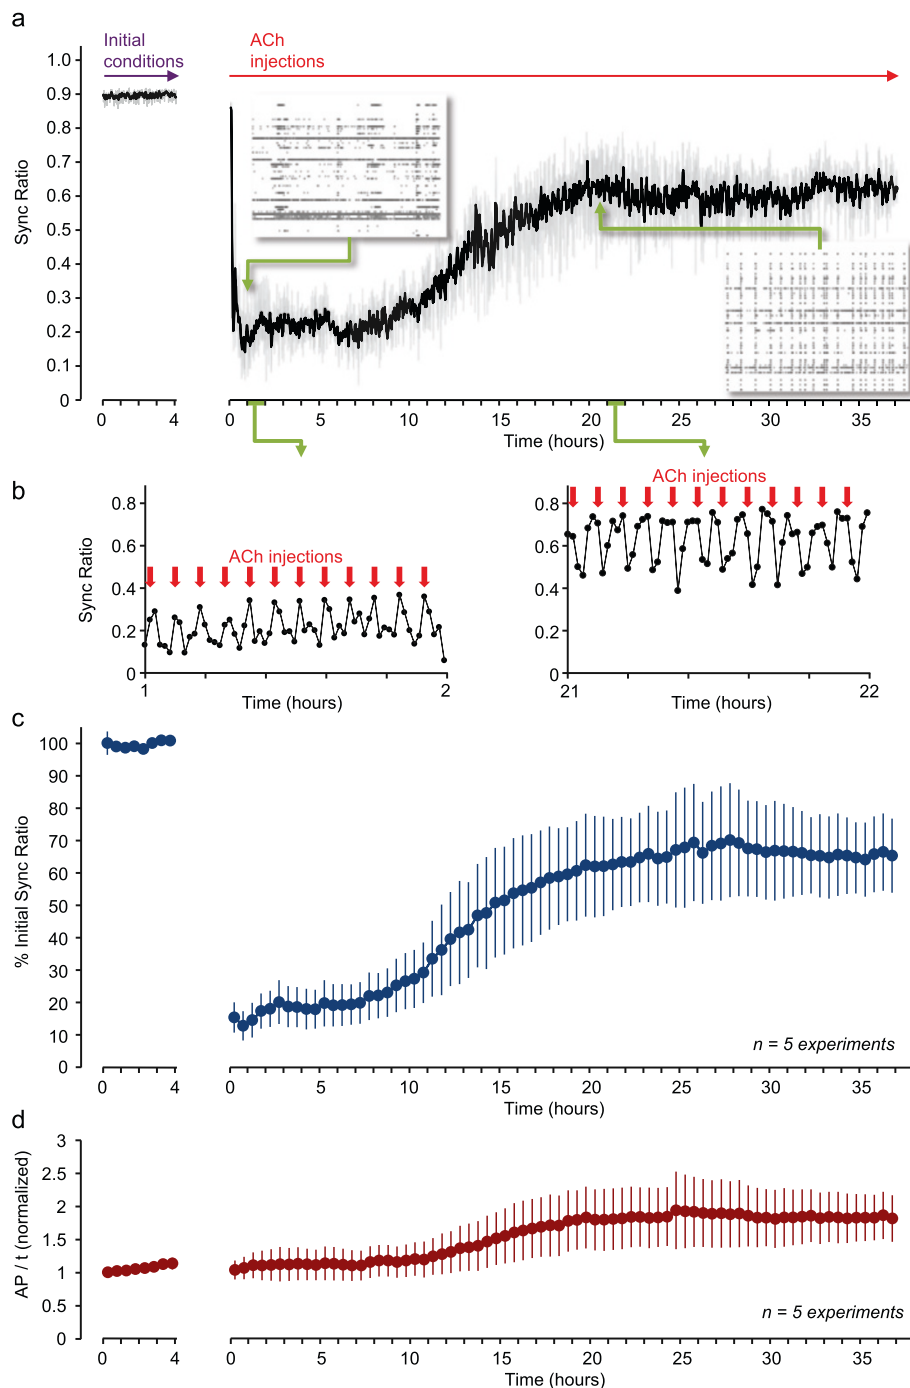 a
Initial
conditions
ACh
injections
1.0
0.9
0.8
0.7
0.6
0.5
0.4
0.3
0.2
0.1
0
Sync Ratio
0 4
0 5 10 15 20 25 30 35
Time (hours)
b
0.8
0.6
0.4
0.2
0
Sync Ratio
ACh injections
1 2
Time (hours)
ACh injections
0.8
0.6
0.4
0.2
0
21 22
Time (hours)
c
100
90
80
70
60
50
40
30
20
10
0
% Initial Sync Ratio
n = 5 experiments
0 4
0 5 10 15 20 25 30 35
Time (hours)
d
3
2.5
2
1.5
1
0.5
0
AP / t (normalized)
n = 5 experiments
0 4
0 5 10 15 20 25 30 35
Time (hours)